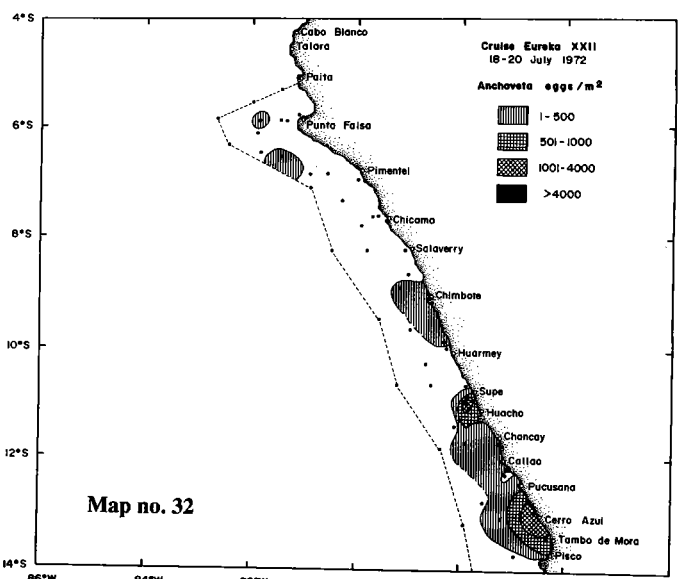 4°S
Cabo Blanco
Talara
Cruise Eureka XXII
18-20 July 1972
Paita
Anchoveta eggs/m²
1-500
6°S
Punta Falsa
501-1000
1001-4000
Pimentel
>4000
Chicama
8°S
Salaverry
Chimbote
10°S
Huarmey
Supe
Huacho
Chancay
12°S
Callao
Pucusana
Map no. 32
Cerro Azul
Tambo de Mora
Pisco
14°S
86°W